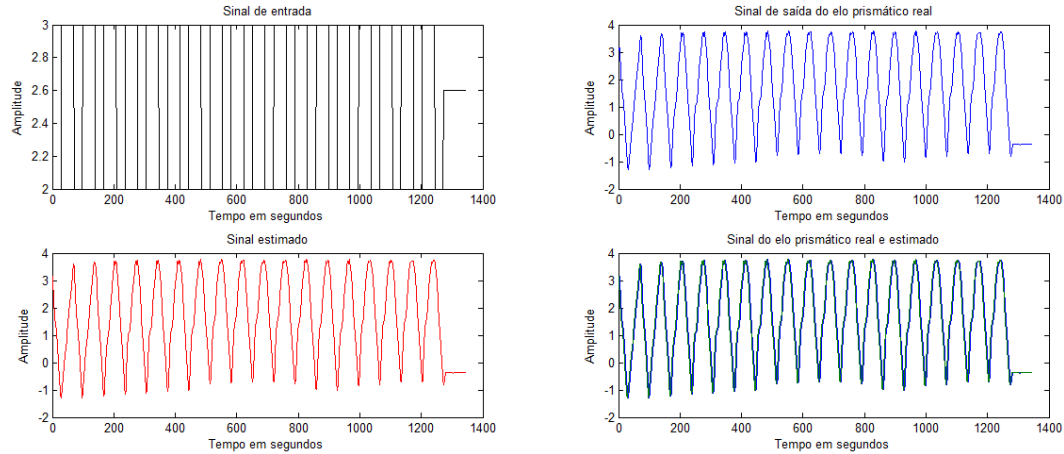 Sinal de entrada
Amplitude
3
2.8
2.6
2.4
2.2
2
0 200 400 600 800 1000 1200 1400
Tempo em segundos
Sinal de saída do elo prismático real
Amplitude
4
3
2
1
0
-1
-2
0 200 400 600 800 1000 1200 1400
Tempo em segundos
Sinal estimado
Amplitude
4
3
2
1
0
-1
-2
0 200 400 600 800 1000 1200 1400
Tempo em segundos
Sinal do elo prismático real e estimado
Amplitude
4
3
2
1
0
-1
-2
0 200 400 600 800 1000 1200 1400
Tempo em segundos